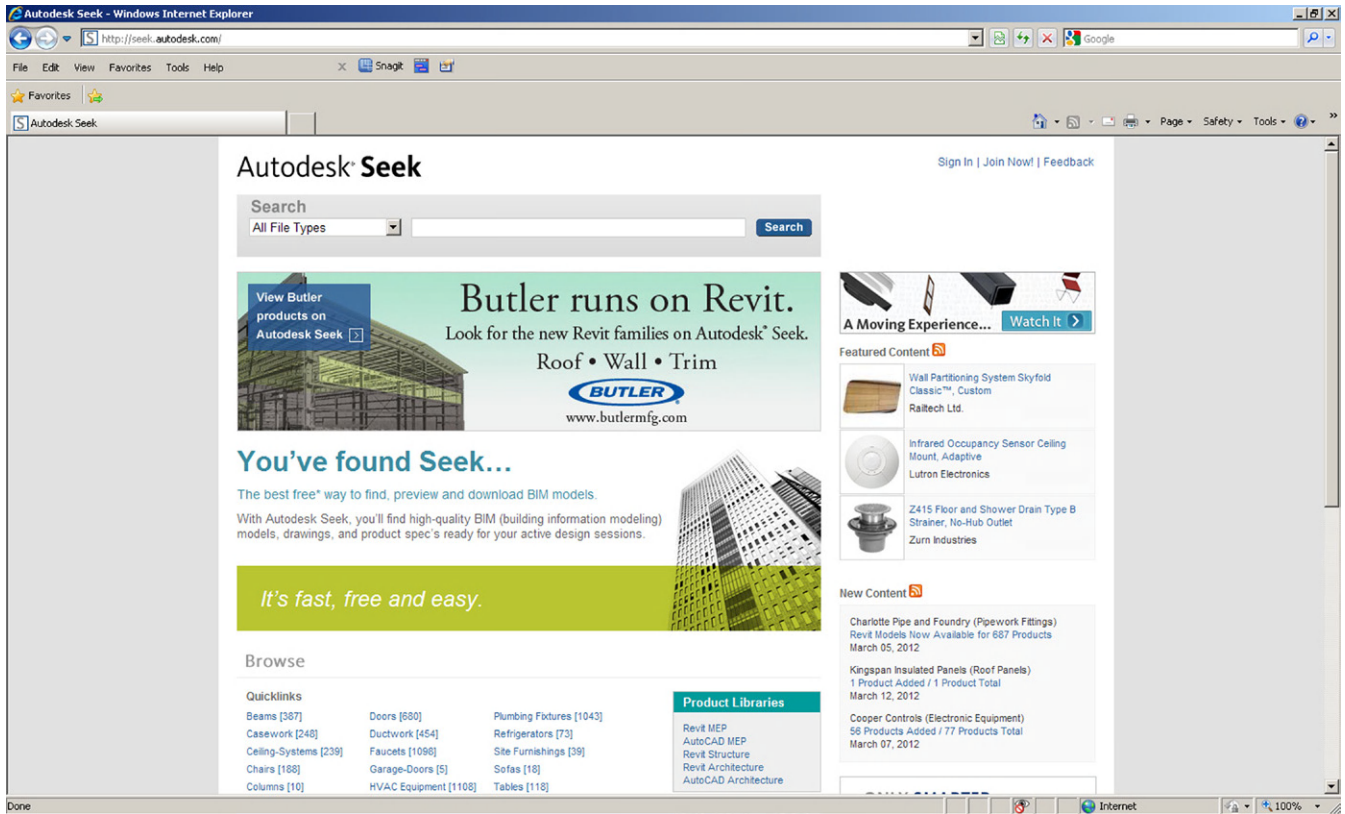 Autodesk Seek - Windows Internet Explorer
http://seek.autodesk.com/
Google
File Edit View Favorites Tools Help
x SnagIt
Favorites
Autodesk Seek
Page Safety Tools
Autodesk® Seek
Sign In | Join Now! | Feedback
Search
All File Types
Search
View Butler
products on
Autodesk Seek
Butler runs on Revit.
Look for the new Revit families on Autodesk® Seek.
Roof • Wall • Trim
BUTLER
www.butlermfg.com
A Moving Experience... Watch It
Featured Content
Wall Partitioning System Skyfold
Classic™, Custom
Railtech Ltd.
Infrared Occupancy Sensor Ceiling
Mount, Adaptive
Lutron Electronics
Z415 Floor and Shower Drain Type B
Strainer, No-Hub Outlet
Zurn Industries
You've found Seek...
The best free* way to find, preview and download BIM models.
With Autodesk Seek, you'll find high-quality BIM (building information modeling)
models, drawings, and product spec's ready for your active design sessions.
It's fast, free and easy.
New Content
Charlotte Pipe and Foundry (Pipework Fittings)
Revit Models Now Available for 687 Products
March 05, 2012
Kingspan Insulated Panels (Roof Panels)
1 Product Added / 1 Product Total
March 12, 2012
Cooper Controls (Electronic Equipment)
56 Products Added / 77 Products Total
March 07, 2012
Browse
Quicklinks
Beams [387] Doors [680] Plumbing Fixtures [1043]
Casework [248] Ductwork [454] Refrigerators [73]
Ceiling-Systems [239] Faucets [1098] Site Furnishings [39]
Chairs [188] Garage-Doors [5] Sofas [18]
Columns [10] HVAC Equipment [1108] Tables [118]
Product Libraries
Revit MEP
AutoCAD MEP
Revit Structure
Revit Architecture
AutoCAD Architecture
Done
Internet
100%